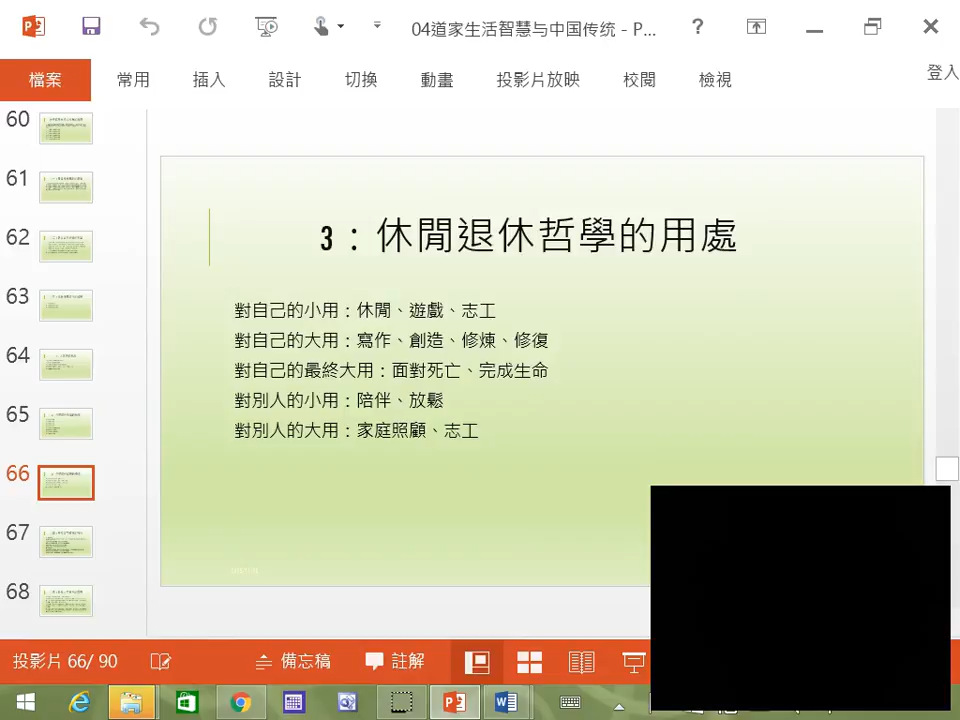 04道家生活智慧与中国传统 - P...
?
登入
檔案 常用 插入 設計 切換 動畫 投影片放映 校閱 檢視
60
61
62
63
64
65
66
67
68
3：休閒退休哲學的用處
對自己的小用：休閒、遊戲、志工
對自己的大用：寫作、創造、修煉、修復
對自己的最終大用：面對死亡、完成生命
對別人的小用：陪伴、放鬆
對別人的大用：家庭照顧、志工
投影片 66/ 90 備忘稿 註解